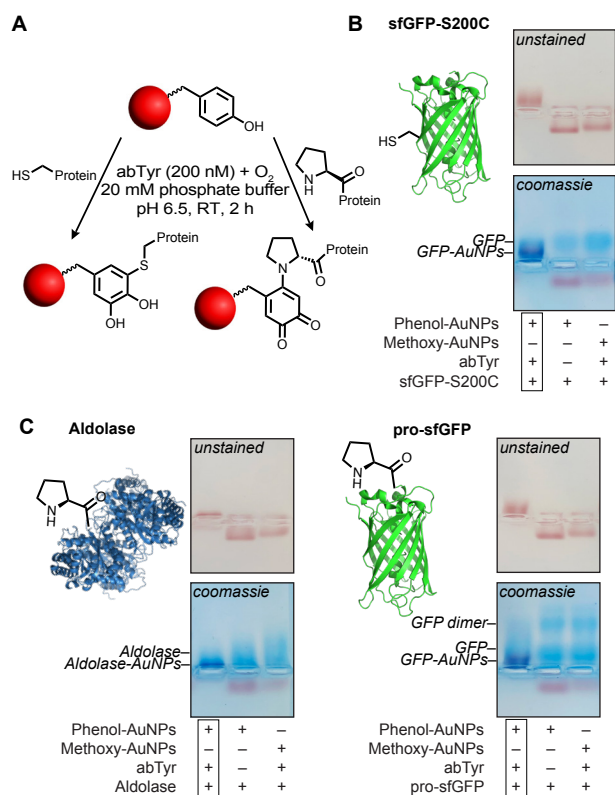 A
OH
HS
Protein
abTyr (200 nM) + O2
20 mM phosphate buffer
pH 6.5, RT, 2 h
N
H
O
Protein
Protein
S
OH
OH
Protein
N
O
O
O
B
sfGFP-S200C
HS
unstained
coomassie
GFP
GFP-AuNPs
Phenol-AuNPs + + –
Methoxy-AuNPs – – +
abTyr + – +
sfGFP-S200C + + +
C
Aldolase
N
H
O
unstained
coomassie
Aldolase
Aldolase-AuNPs
Phenol-AuNPs + + –
Methoxy-AuNPs – – +
abTyr + – +
Aldolase + + +
pro-sfGFP
N
H
O
unstained
coomassie
GFP dimer
GFP
GFP-AuNPs
Phenol-AuNPs + + –
Methoxy-AuNPs – – +
abTyr + – +
pro-sfGFP + + +